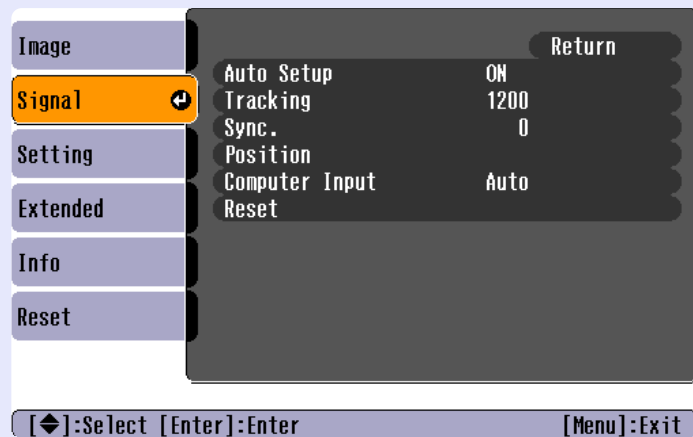 Image
Signal
Setting
Extended
Info
Reset
Return
Auto Setup ON
Tracking 1200
Sync. 0
Position
Computer Input Auto
Reset
[◆]:Select [Enter]:Enter [Menu]:Exit